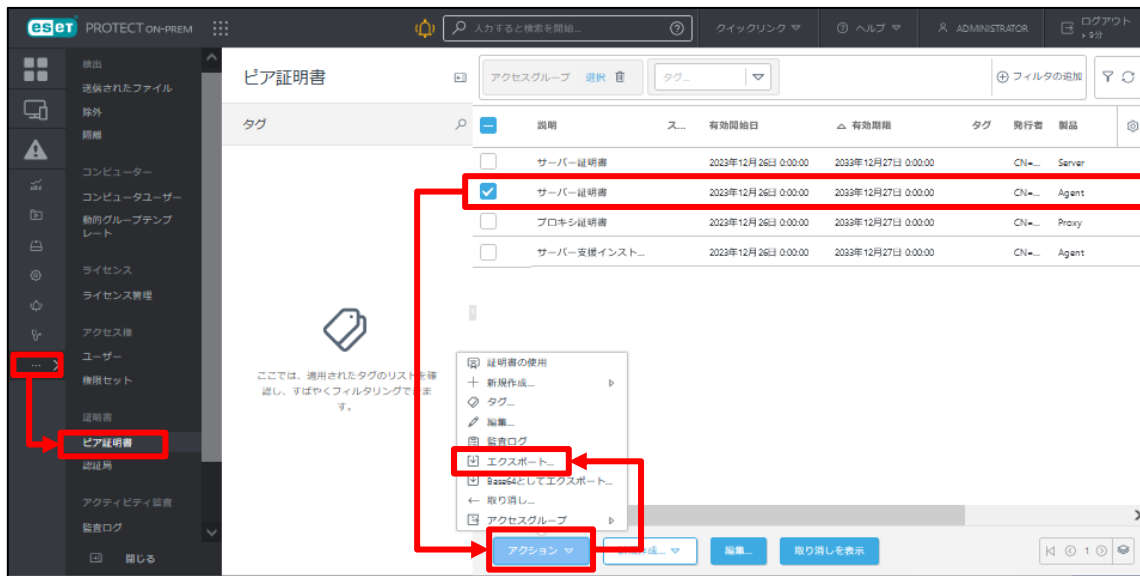 eset PROTECT ON-PREM
入力すると検索を開始...
クイックリンク
ヘルプ
ADMINISTRATOR
ログアウト
> 9分
検出
送信されたファイル
除外
隔離
コンピューター
コンピュータユーザー
動的グループテンプ
レート
ライセンス
ライセンス管理
アクセス権
ユーザー
権限セット
証明書
ピア証明書
認証局
アクティビティ監査
監査ログ
閉じる
ピア証明書
タグ
ここでは、適用されたタグのリストを確
認し、すばやくフィルタリングできま
す。
アクセスグループ 選択
タグ...
フィルタの追加
説明 ス... 有効開始日 有効期限 タグ 発行者 製品
サーバー証明書 2023年12月26日 0:00:00 2033年12月27日 0:00:00 CN=... Server
サーバー証明書 2023年12月26日 0:00:00 2033年12月27日 0:00:00 CN=... Agent
プロキシ証明書 2023年12月26日 0:00:00 2033年12月27日 0:00:00 CN=... Proxy
サーバー支援インスト... 2023年12月26日 0:00:00 2033年12月27日 0:00:00 CN=... Agent
証明書の使用
新規作成...
タグ...
編集...
監査ログ
エクスポート...
Base64としてエクスポート...
取り消し...
アクセスグループ
アクション
作成...
編集...
取り消しを表示
1